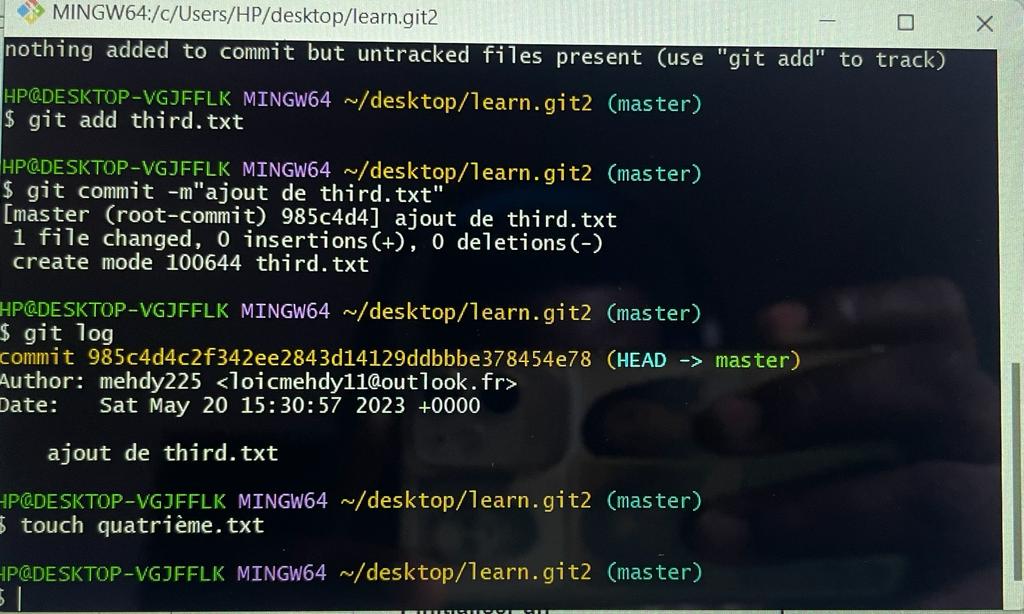 MINGW64:/c/Users/HP/desktop/learn.git2
nothing added to commit but untracked files present (use "git add" to track)
HP@DESKTOP-VGJFFLK MINGW64 ~/desktop/learn.git2 (master)
$ git add third.txt
HP@DESKTOP-VGJFFLK MINGW64 ~/desktop/learn.git2 (master)
$ git commit -m"ajout de third.txt"
[master (root-commit) 985c4d4] ajout de third.txt
1 file changed, 0 insertions(+), 0 deletions(-)
create mode 100644 third.txt
HP@DESKTOP-VGJFFLK MINGW64 ~/desktop/learn.git2 (master)
$ git log
commit 985c4d4c2f342ee2843d14129ddbbbe378454e78 (HEAD -> master)
Author: mehdy225 <loicmehdy11@outlook.fr>
Date: Sat May 20 15:30:57 2023 +0000
ajout de third.txt
HP@DESKTOP-VGJFFLK MINGW64 ~/desktop/learn.git2 (master)
$ touch quatrième.txt
HP@DESKTOP-VGJFFLK MINGW64 ~/desktop/learn.git2 (master)
$